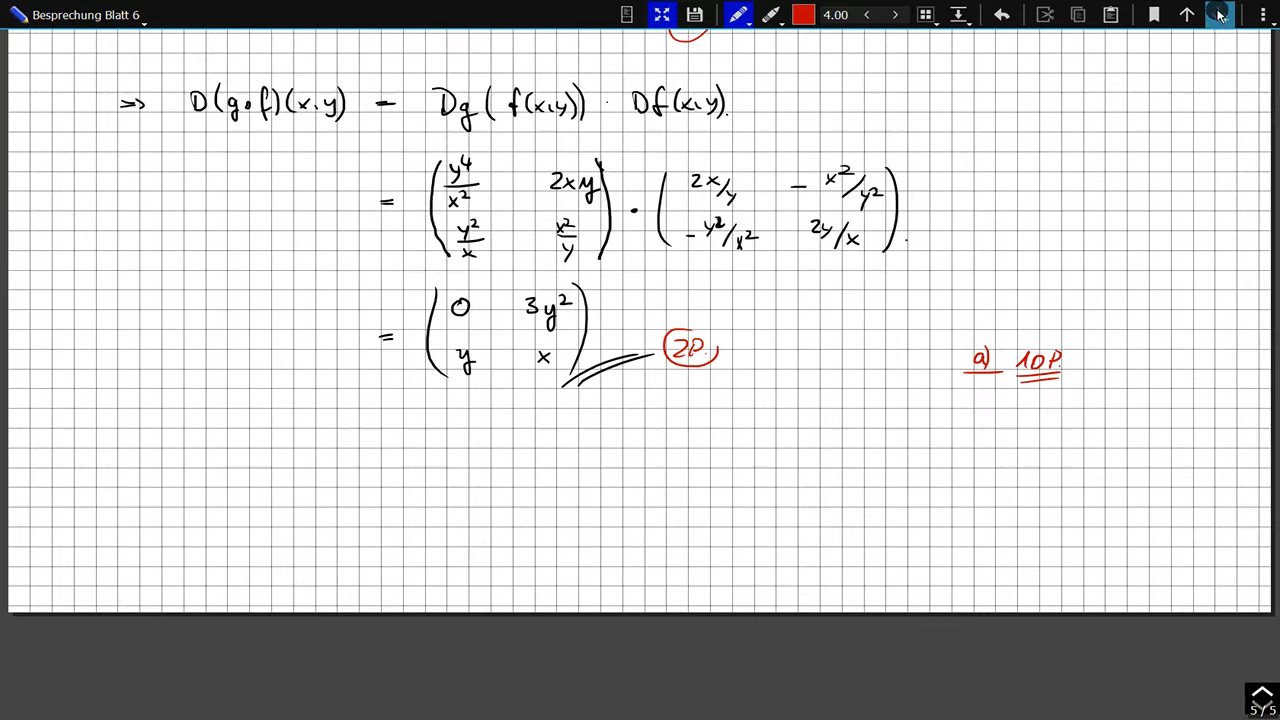 Besprechung Blatt 6
4.00
=> D(g∘f)(x,y) = Dg(f(x,y)) · Df(x,y).
= ( y⁴/x² 2xy ) · ( 2x/y - x²/y² )
( y²/x x²/y ) ( - y²/x² 2y/x ).
= ( 0 3y² )
( y x )
2P.
a) 10P.
5/5